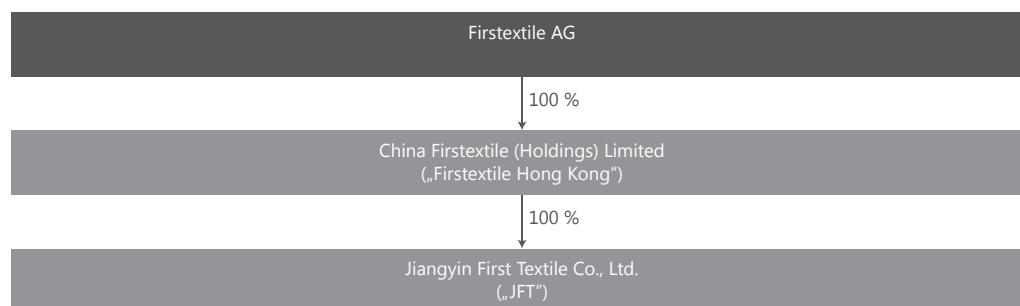 Firstextile AG
100 %
China Firstextile (Holdings) Limited
(„Firstextile Hong Kong“)
100 %
Jiangyin First Textile Co., Ltd.
(„JFT“)